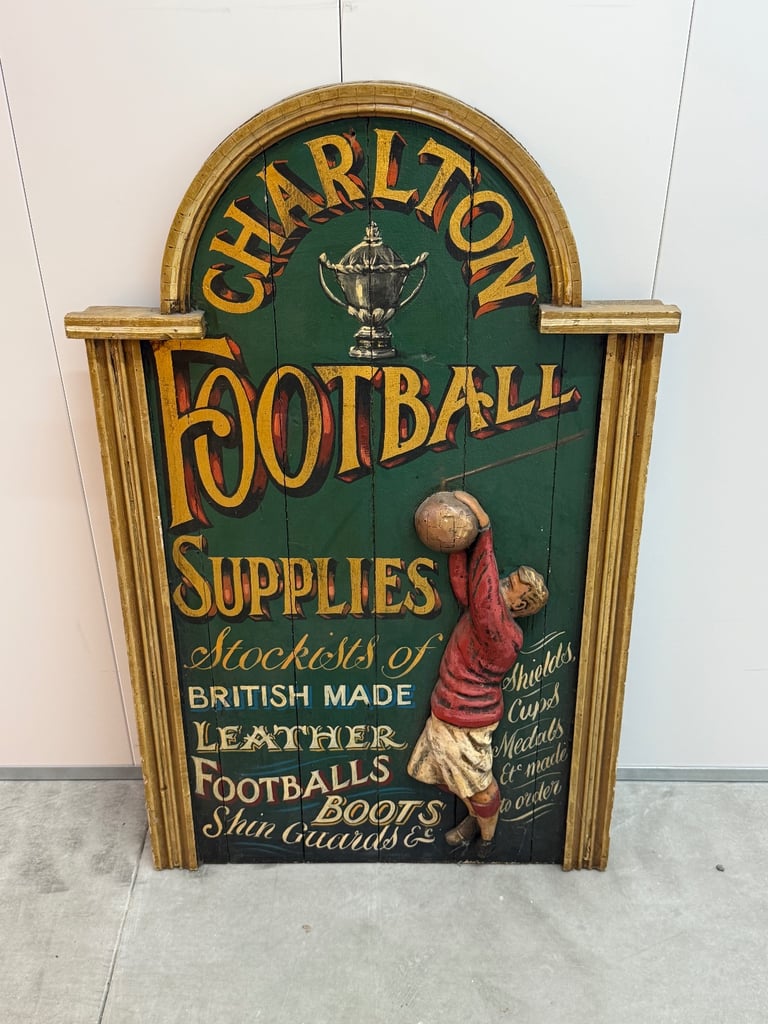 CHARLTON
FOOTBALL
SUPPLIES
Stockists of
BRITISH MADE
LEATHER
FOOTBALLS
BOOTS
Shin Guards &c
Shields,
Cups
Medals
Etc made
to order